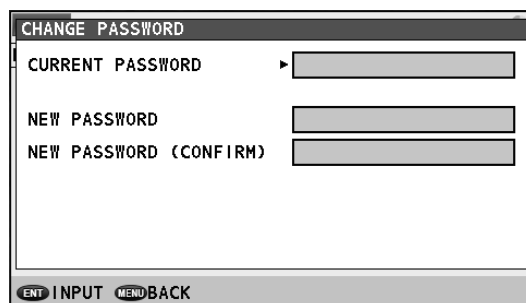 CHANGE PASSWORD
CURRENT PASSWORD ▸
NEW PASSWORD
NEW PASSWORD (CONFIRM)
ENT INPUT MENU BACK